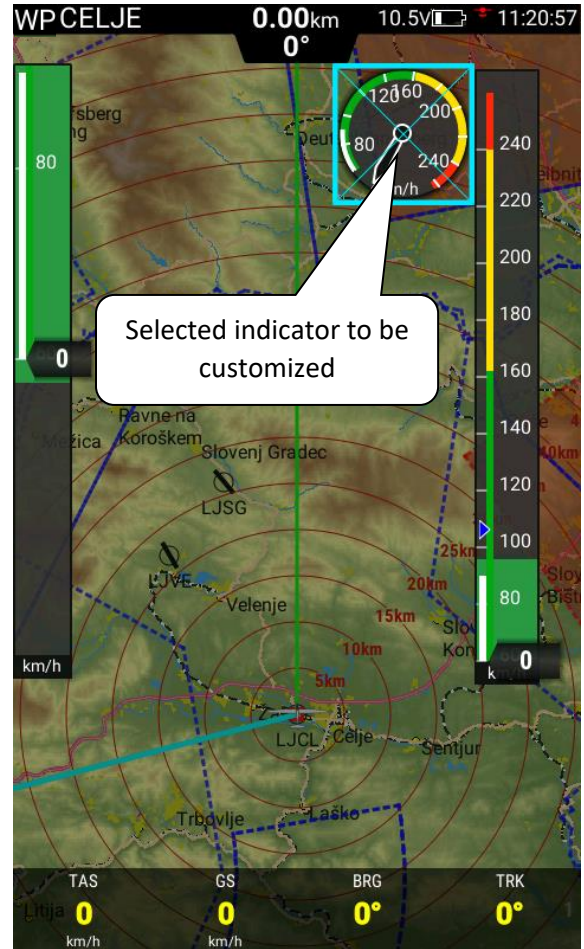 WP CELJE 0.00km 10.5V 11:20:57
0°
80
120 160
200
80
240
km/h
240
220
200
180
160
140
120
100
80
0
0
km/h
Selected indicator to be
customized
Ravne na
Koroškem
Mežica
Slovenj Gradec
LJSG
LJVE
Velenje
25km
20km
15km
10km
5km
LJCL
Celje
Šentjur
Trbovlje
Laško
Litija
TAS GS BRG TRK
0 0 0° 0°
km/h km/h